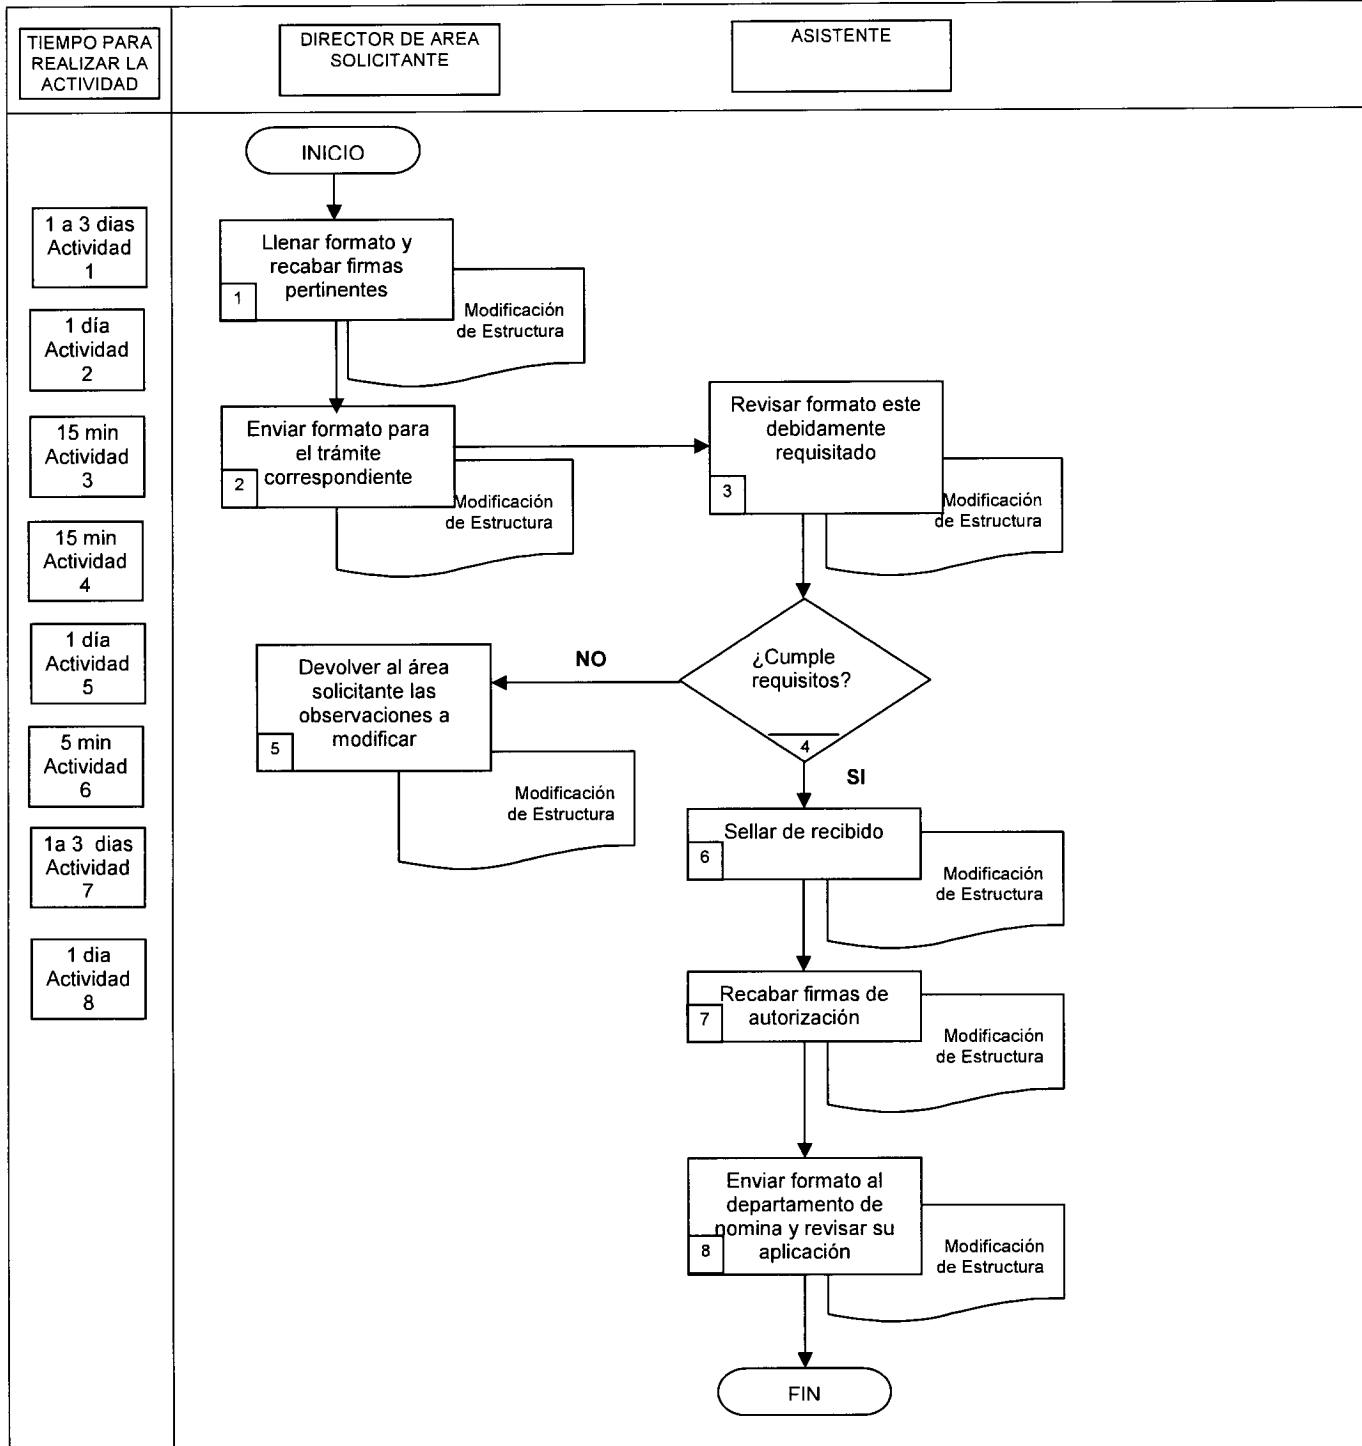 TIEMPO PARA
REALIZAR LA
ACTIVIDAD
DIRECTOR DE AREA
SOLICITANTE
ASISTENTE
INICIO
1 a 3 dias
Actividad
1
Llenar formato y
recabar firmas
pertinentes
1
Modificación
de Estructura
1 día
Actividad
2
Enviar formato para
el trámite
correspondiente
2
Modificación
de Estructura
Revisar formato este
debidamente
requisitado
3
Modificación
de Estructura
15 min
Actividad
3
15 min
Actividad
4
¿Cumple
requisitos?
4
NO
SI
1 día
Actividad
5
Devolver al área
solicitante las
observaciones a
modificar
5
Modificación
de Estructura
5 min
Actividad
6
Sellar de recibido
6
Modificación
de Estructura
1a 3 dias
Actividad
7
Recabar firmas de
autorización
7
Modificación
de Estructura
1 dia
Actividad
8
Enviar formato al
departamento de
nomina y revisar su
aplicación
8
Modificación
de Estructura
FIN